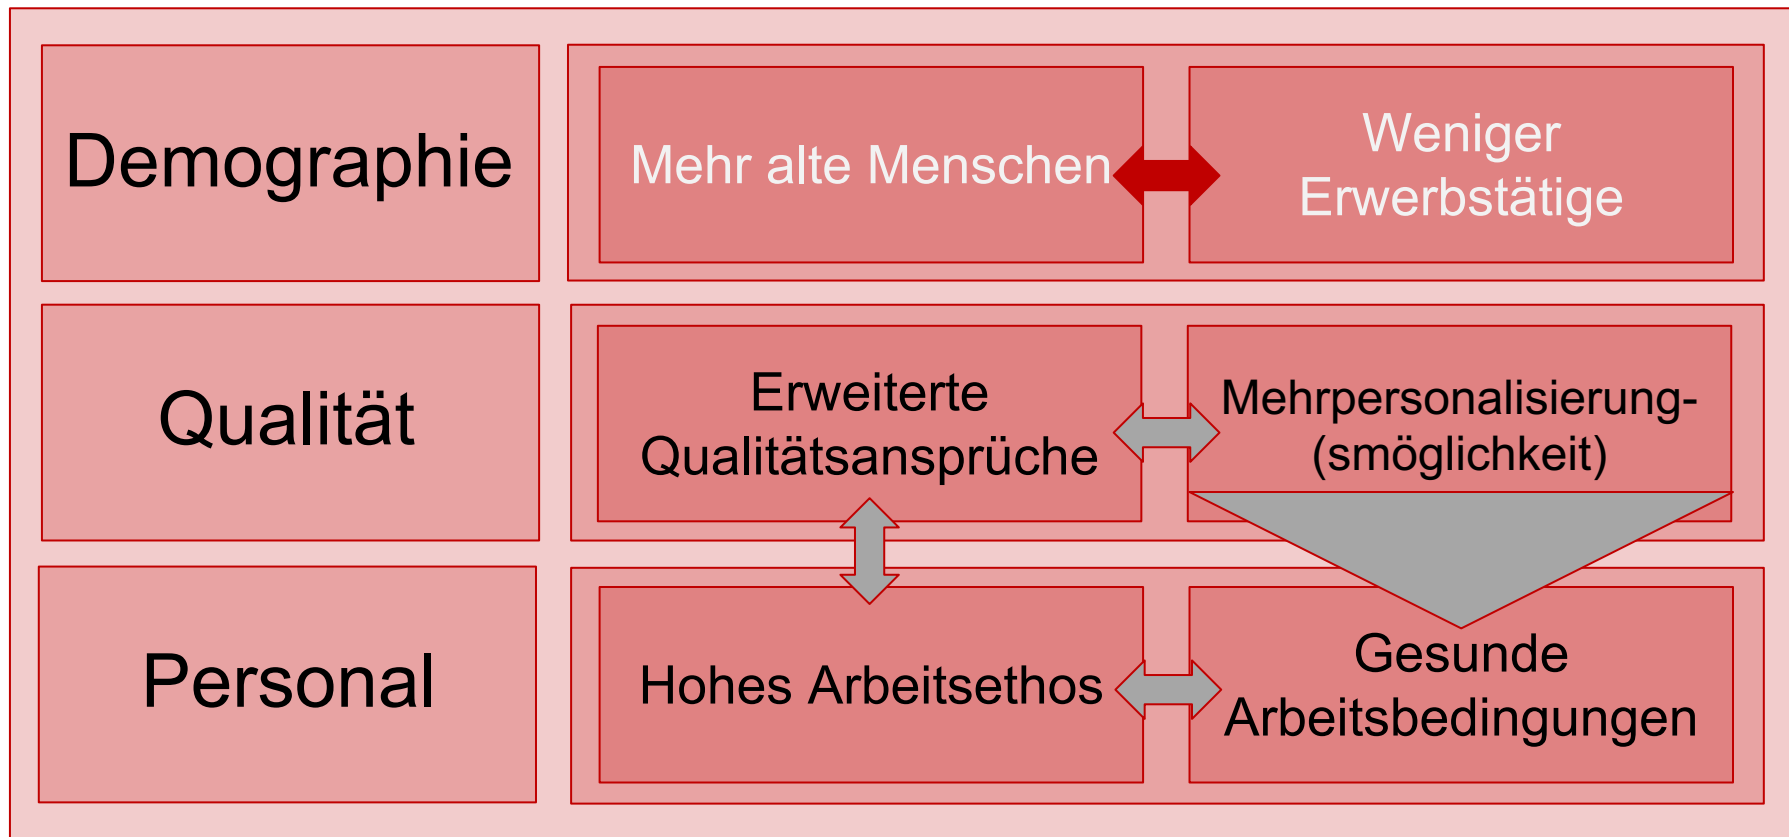 Demographie
Mehr alte Menschen
Weniger
Erwerbstätige
Qualität
Erweiterte
Qualitätsansprüche
Mehrpersonalisierung-
(smöglichkeit)
Personal
Hohes Arbeitsethos
Gesunde
Arbeitsbedingungen